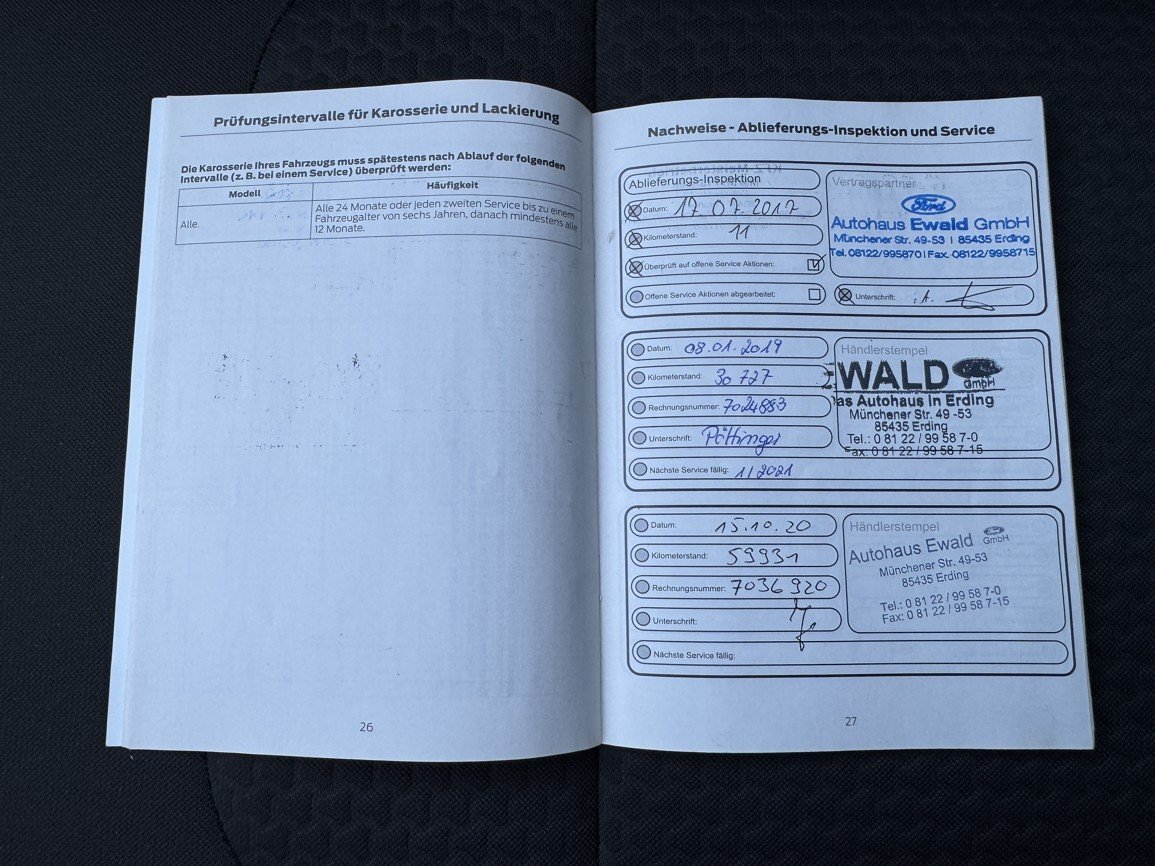 Prüfungsintervalle für Karosserie und Lackierung
Die Karosserie Ihres Fahrzeugs muss spätestens nach Ablauf der folgenden
Intervalle (z. B. bei einem Service) überprüft werden:
Modell
Häufigkeit
Alle.
Alle 24 Monate oder jeden zweiten Service bis zu einem
Fahrzeugalter von sechs Jahren, danach mindestens alle
12 Monate.
26
Nachweise - Ablieferungs-Inspektion und Service
Ablieferungs-Inspektion
Datum: 17 07. 2017
Kilometerstand: 11
Überprüft auf offene Service Aktionen:
Offene Service Aktionen abgearbeitet:
Vertragspartner
Ford
Autohaus Ewald GmbH
Münchener Str. 49-53 | 85435 Erding
Tel. 08122/9958701 Fax. 08122/9958715
Unterschrift: i.A.
Datum: 08.01.2019
Kilometerstand: 30 727
Rechnungsnummer: 7024883
Unterschrift: Pöttinger
Nächste Service fällig: 1/2021
Händlerstempel
WALD
GmbH
as Autohaus in Erding
Münchener Str. 49 -53
85435 Erding
Tel.: 0 81 22 / 99 58 7-0
Fax. 0 81 22 / 99 58 7-15
Datum: 15.10.20
Kilometerstand: 59931
Rechnungsnummer: 7036920
Unterschrift:
Nächste Service fällig:
Händlerstempel
Ford
Autohaus Ewald GmbH
Münchener Str. 49-53
85435 Erding
Tel.: 0 81 22 / 99 58 7-0
Fax: 0 81 22 / 99 58 7-15
27